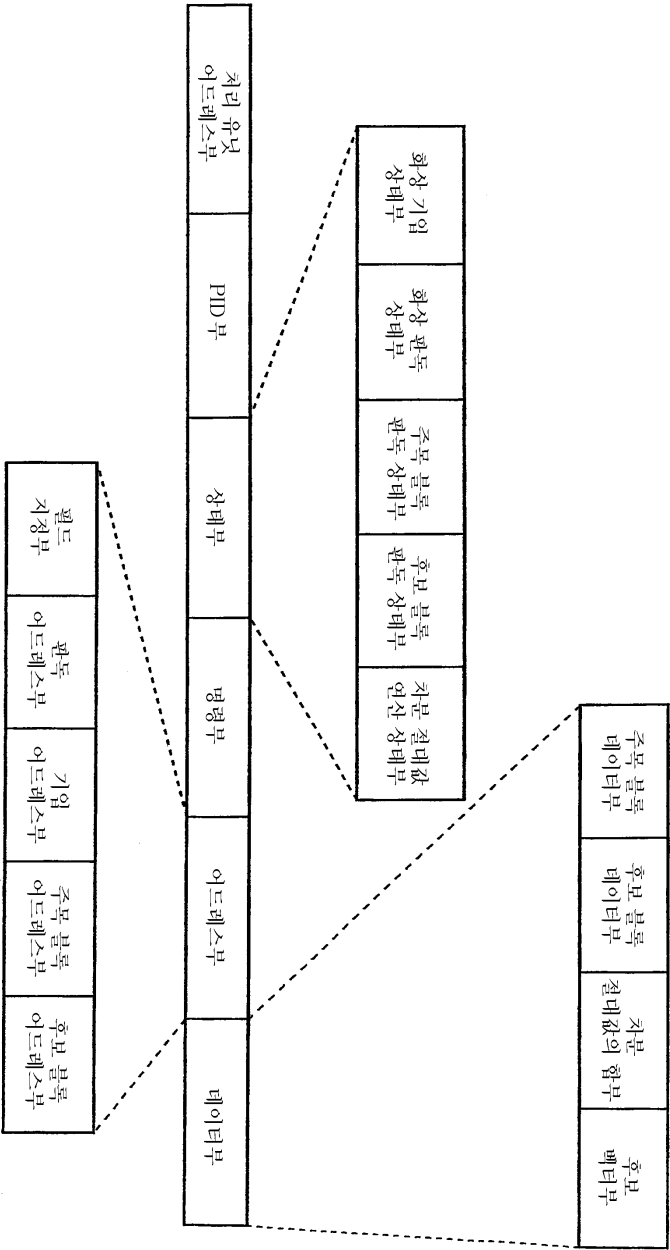 주목 블록
데이터부
후보 블록
데이터부
차분
절대값의 합부
후보
벡터부
화상 기입
상태부
화상 판독
상태부
주목 블록
판독 상태부
후보 블록
판독 상태부
차분 절대값
연산 상태부
처리 유닛
어드레스부
PID부
상태부
명령부
어드레스부
데이터부
필드
지정부
판독
어드레스부
기입
어드레스부
주목 블록
어드레스부
후보 블록
어드레스부